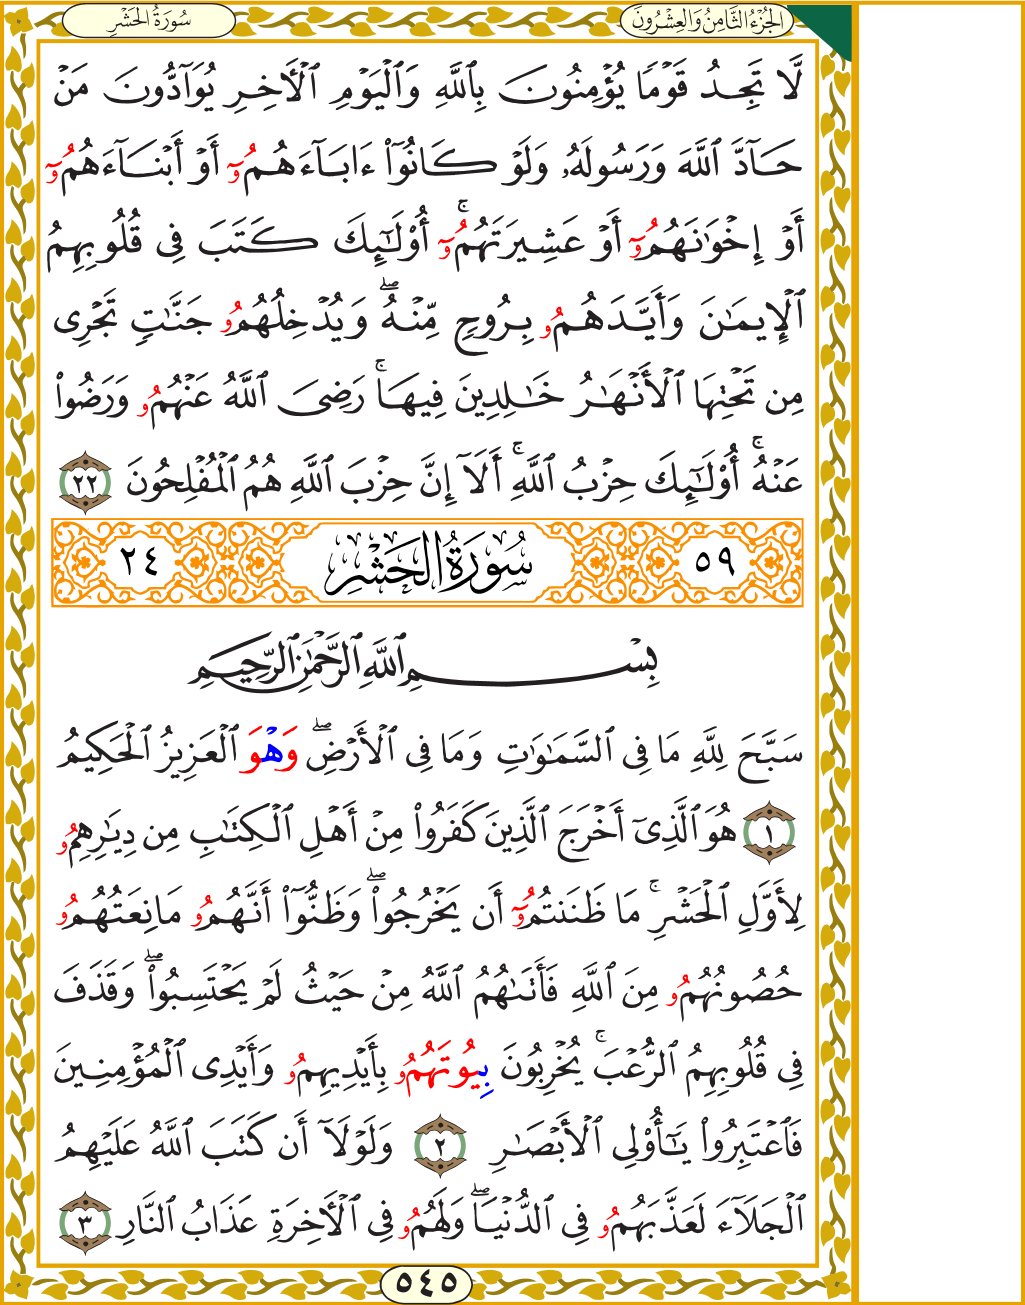 سُورَةُ الحَشْرِ
الجُزْءُ الثَّامِنُ وَالعِشْرُونَ
لَّا تَجِدُ قَوْمًا يُؤْمِنُونَ بِٱللَّهِ وَٱلْيَوْمِ ٱلْأَخِرِ يُوَآدُّونَ مَنْ
حَآدَّ ٱللَّهَ وَرَسُولَهُۥ وَلَوْ كَانُوٓا۟ ءَابَآءَهُمُۥٓ أَوْ أَبْنَآءَهُمُۥٓ
أَوْ إِخْوَٰنَهُمُۥٓ أَوْ عَشِيرَتَهُمُۥٓۚ أُو۟لَٰٓئِكَ كَتَبَ فِى قُلُوبِهِمُ
ٱلْإِيمَٰنَ وَأَيَّدَهُمُۥ بِرُوحٍ مِّنْهُۖ وَيُدْخِلُهُمُۥ جَنَّٰتٍ تَجْرِى
مِن تَحْتِهَا ٱلْأَنْهَٰرُ خَٰلِدِينَ فِيهَاۚ رَضِىَ ٱللَّهُ عَنْهُمُۥ وَرَضُوا۟
عَنْهُۚ أُو۟لَٰٓئِكَ حِزْبُ ٱللَّهِۚ أَلَآ إِنَّ حِزْبَ ٱللَّهِ هُمُ ٱلْمُفْلِحُونَ ٢٢
٥٩ سُورَةُ الحَشْرِ ٢٤
بِسْمِ ٱللَّهِ ٱلرَّحْمَٰنِ ٱلرَّحِيمِ
سَبَّحَ لِلَّهِ مَا فِى ٱلسَّمَٰوَٰتِ وَمَا فِى ٱلْأَرْضِۖ وَهْوَ ٱلْعَزِيزُ ٱلْحَكِيمُ
١ هُوَ ٱلَّذِىٓ أَخْرَجَ ٱلَّذِينَ كَفَرُوا۟ مِنْ أَهْلِ ٱلْكِتَٰبِ مِن دِيَٰرِهِمُۥ
لِأَوَّلِ ٱلْحَشْرِۚ مَا ظَنَنتُمُۥٓ أَن يَخْرُجُوا۟ۖ وَظَنُّوٓا۟ أَنَّهُمُۥ مَانِعَتُهُمُۥ
حُصُونُهُمُۥ مِنَ ٱللَّهِ فَأَتَىٰهُمُ ٱللَّهُ مِنْ حَيْثُ لَمْ يَحْتَسِبُوا۟ۖ وَقَذَفَ
فِى قُلُوبِهِمُ ٱلرُّعْبَۚ يُخْرِبُونَ بِيُوتَهُمُۥ بِأَيْدِيهِمُۥ وَأَيْدِى ٱلْمُؤْمِنِينَ
فَٱعْتَبِرُوا۟ يَٰٓأُو۟لِى ٱلْأَبْصَٰرِ ٢ وَلَوْلَآ أَن كَتَبَ ٱللَّهُ عَلَيْهِمُ
ٱلْجَلَآءَ لَعَذَّبَهُمُۥ فِى ٱلدُّنْيَاۖ وَلَهُمُۥ فِى ٱلْأَخِرَةِ عَذَابُ ٱلنَّارِ ٣
٥٤٥